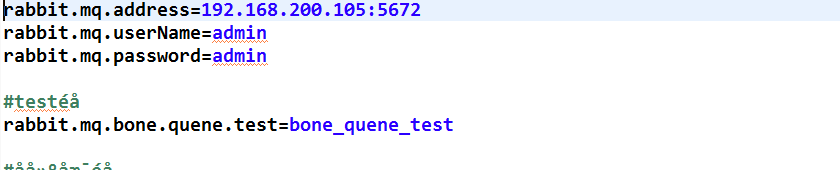 rabbit.mq.address=192.168.200.105:5672
rabbit.mq.userName=admin
rabbit.mq.password=admin
#testéå
rabbit.mq.bone.quene.test=bone_quene_test